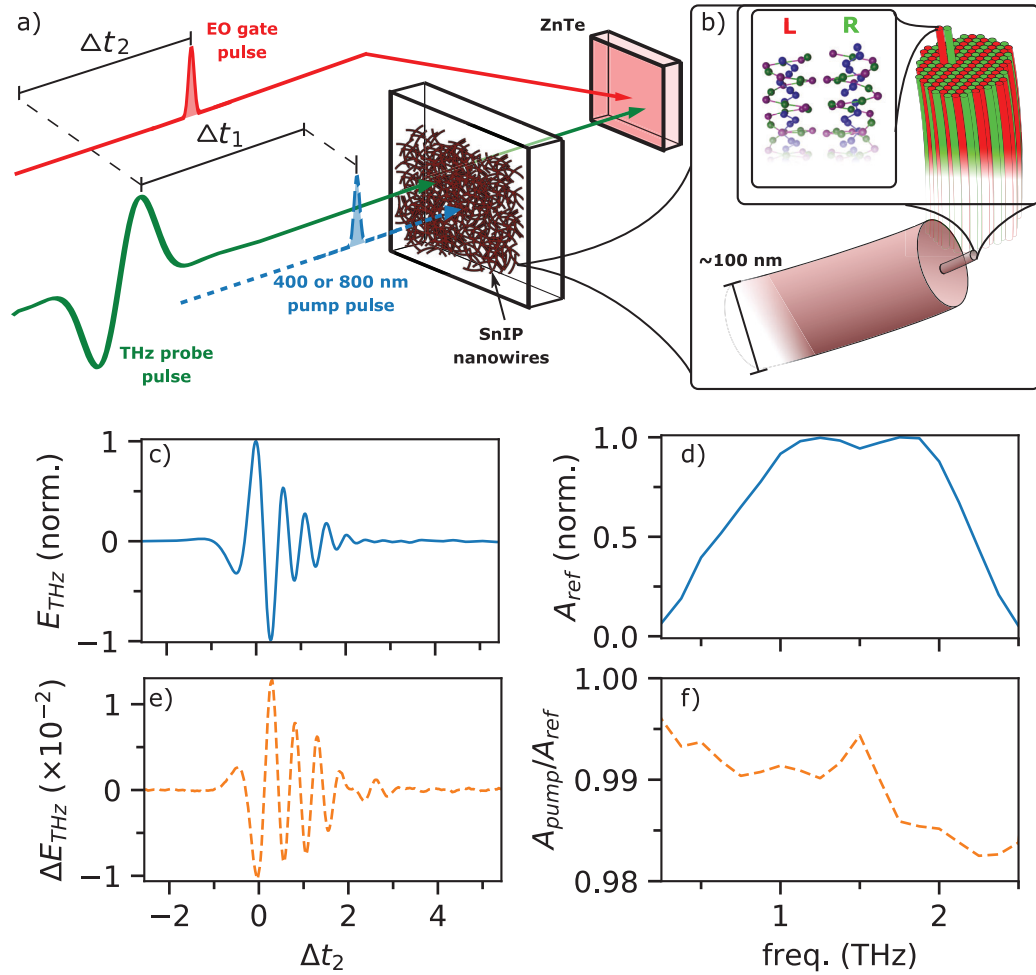 a)
Δt₂
EO gate
pulse
Δt₁
400 or 800 nm
pump pulse
THz probe
pulse
SnIP
nanowires
ZnTe
b)
L R
~100 nm
c)
E_THz (norm.)
1
0
−1
d)
A_ref (norm.)
1.0
0.5
0.0
e)
ΔE_THz (×10⁻²)
1
0
−1
−2 0 2 4
Δt₂
f)
A_pump/A_ref
1.00
0.99
0.98
1 2
freq. (THz)